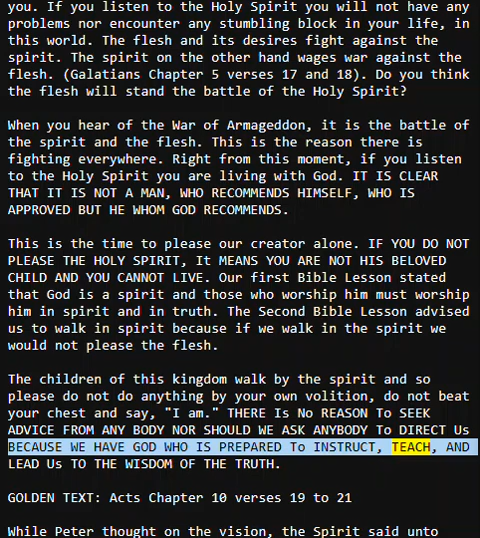 you. If you listen to the Holy Spirit you will not have any
problems nor encounter any stumbling block in your life, in
this world. The flesh and its desires fight against the
spirit. The spirit on the other hand wages war against the
flesh. (Galatians Chapter 5 verses 17 and 18). Do you think
the flesh will stand the battle of the Holy Spirit?

When you hear of the War of Armageddon, it is the battle of
the spirit and the flesh. This is the reason there is
fighting everywhere. Right from this moment, if you listen
to the Holy Spirit you are living with God. IT IS CLEAR
THAT IT IS NOT A MAN, WHO RECOMMENDS HIMSELF, WHO IS
APPROVED BUT HE WHOM GOD RECOMMENDS.

This is the time to please our creator alone. IF YOU DO NOT
PLEASE THE HOLY SPIRIT, It MEANS YOU ARE NOT HIS BELOVED
CHILD AND YOU CANNOT LIVE. Our first Bible Lesson stated
that God is a spirit and those who worship him must worship
him in spirit and in truth. The Second Bible Lesson advised
us to walk in spirit because if we walk in the spirit we
would not please the flesh.

The children of this kingdom walk by the spirit and so
please do not do anything by your own volition, do not beat
your chest and say, "I am." THERE Is No REASON To SEEK
ADVICE FROM ANY BODY NOR SHOULD WE ASK ANYBODY To DIRECT Us
BECAUSE WE HAVE GOD WHO IS PREPARED To INSTRUCT, TEACH, AND
LEAD Us TO THE WISDOM OF THE TRUTH.

GOLDEN TEXT: Acts Chapter 10 verses 19 to 21

While Peter thought on the vision, the Spirit said unto